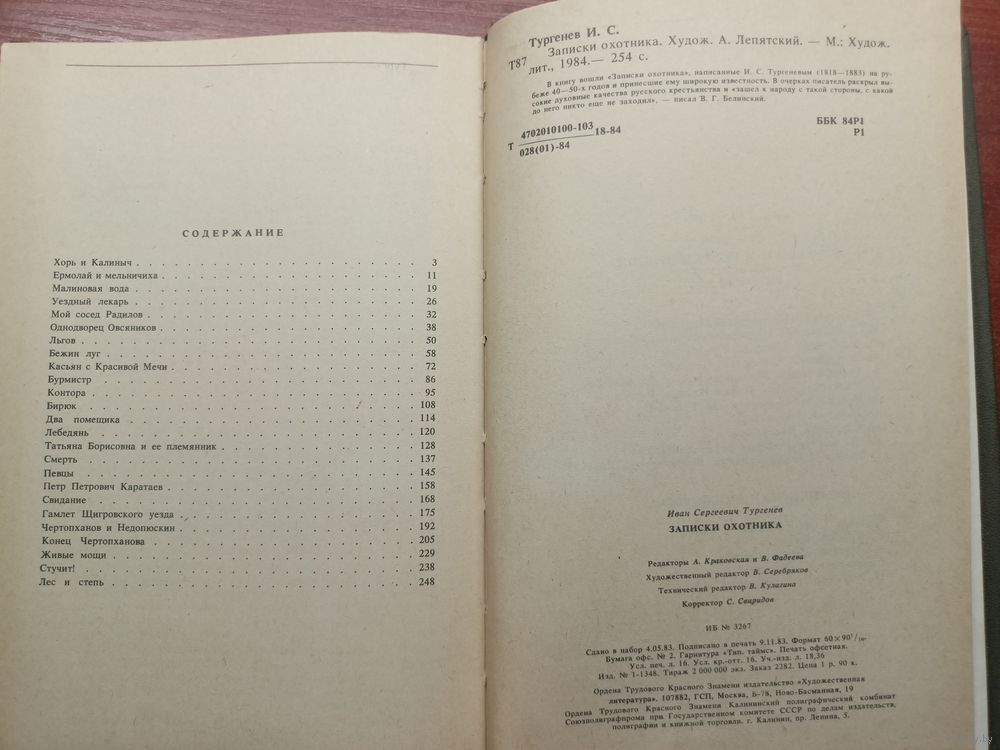 СОДЕРЖАНИЕ
Хорь и Калиныч . . . . . . . . . . . . . . . . . . 3
Ермолай и мельничиха . . . . . . . . . . . . . . . . 11
Малиновая вода . . . . . . . . . . . . . . . . . . 19
Уездный лекарь . . . . . . . . . . . . . . . . . . 26
Мой сосед Радилов . . . . . . . . . . . . . . . . . 32
Однодворец Овсяников . . . . . . . . . . . . . . . . 38
Льгов . . . . . . . . . . . . . . . . . . . . . 50
Бежин луг . . . . . . . . . . . . . . . . . . . . 58
Касьян с Красивой Мечи . . . . . . . . . . . . . . . 72
Бурмистр . . . . . . . . . . . . . . . . . . . . 86
Контора . . . . . . . . . . . . . . . . . . . . . 95
Бирюк . . . . . . . . . . . . . . . . . . . . . 108
Два помещика . . . . . . . . . . . . . . . . . . . 114
Лебедянь . . . . . . . . . . . . . . . . . . . . 120
Татьяна Борисовна и ее племянник . . . . . . . . . . . . 128
Смерть . . . . . . . . . . . . . . . . . . . . . 137
Певцы . . . . . . . . . . . . . . . . . . . . . 145
Петр Петрович Каратаев . . . . . . . . . . . . . . . 158
Свидание . . . . . . . . . . . . . . . . . . . . 168
Гамлет Щигровского уезда . . . . . . . . . . . . . . . 175
Чертопханов и Недопюскин . . . . . . . . . . . . . . . 192
Конец Чертопханова . . . . . . . . . . . . . . . . . 205
Живые мощи . . . . . . . . . . . . . . . . . . . . 229
Стучит! . . . . . . . . . . . . . . . . . . . . . 238
Лес и степь . . . . . . . . . . . . . . . . . . . . 248
Тургенев И. С.
Т87 Записки охотника. Худож. А. Лепятский. — М.: Худож.
лит., 1984.— 254 с.
В книгу вошли «Записки охотника», написанные И. С. Тургеневым (1818—1883) на ру-
беже 40—50-х годов и принесшие ему широкую известность. В очерках писатель раскрыл вы-
сокие духовные качества русского крестьянства и «зашел к народу с такой стороны, с какой
до него никто еще не заходил», — писал В. Г. Белинский.
Т 4702010100-103 18-84
028(01)-84
ББК 84Р1
Р1
Иван Сергеевич Тургенев
ЗАПИСКИ ОХОТНИКА
Редакторы А. Краковская и В. Фадеева
Художественный редактор В. Серебряков
Технический редактор В. Кулагина
Корректор С. Свиридов
ИБ № 3267
Сдано в набор 4.05.83. Подписано в печать 9.11.83. Формат 60×90¹/₁₆.
Бумага офс. № 2. Гарнитура «Тип. таймс». Печать офсетная.
Усл. печ. л. 16. Усл. кр.-отт. 16. Уч.-изд. л. 18,36
Изд. № 1-1348. Тираж 2 000 000 экз. Заказ 2282. Цена 1 р. 90 к.
Ордена Трудового Красного Знамени издательство «Художественная
литература». 107882, ГСП, Москва, Б-78, Ново-Басманная, 19
Ордена Трудового Красного Знамени Калининский полиграфический комбинат
Союзполиграфпрома при Государственном комитете СССР по делам издательств,
полиграфии и книжной торговли. г. Калинин, пр. Ленина, 5.